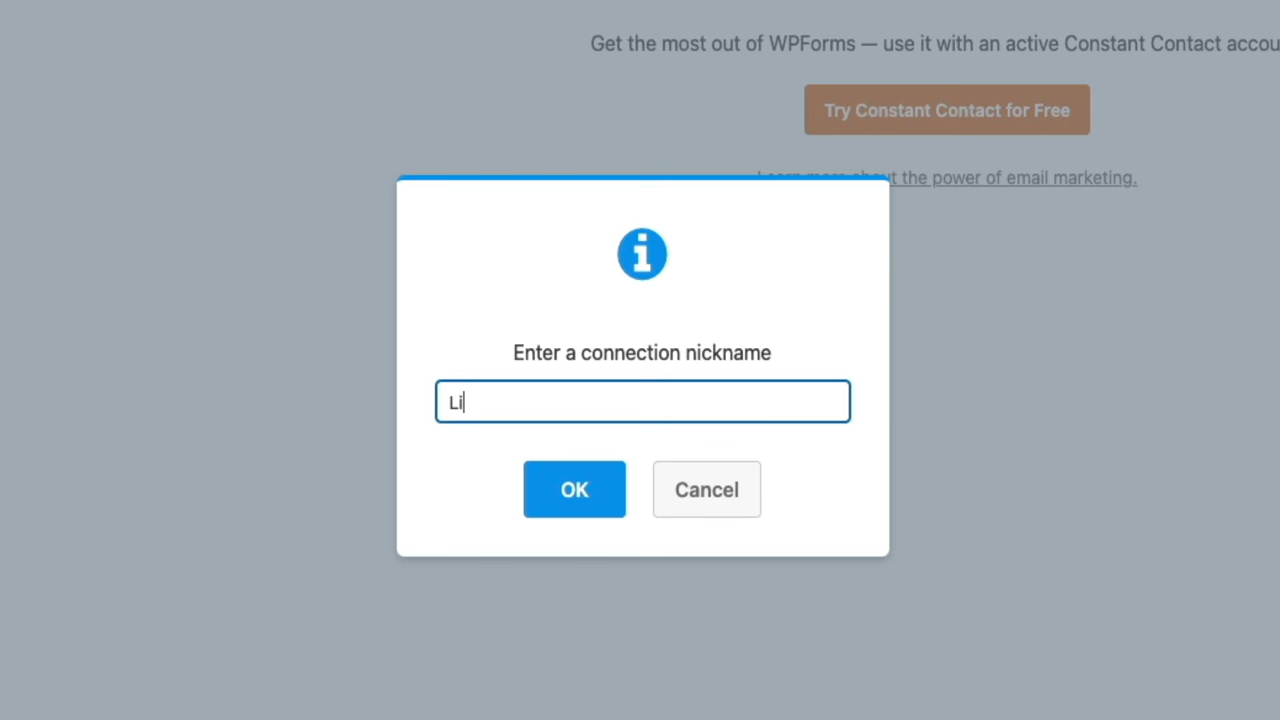 Get the most out of WPForms — use it with an active Constant Contact accou
Try Constant Contact for Free
the power of email marketing.
Enter a connection nickname
Li
OK
Cancel